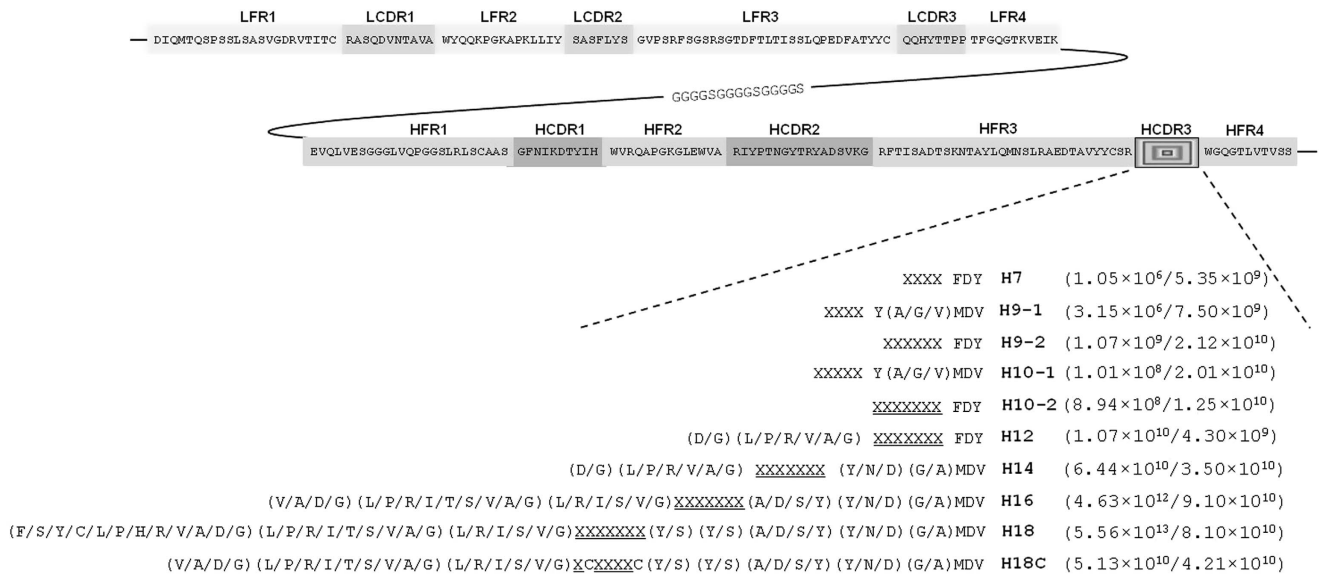 LFR1 LCDR1 LFR2 LCDR2 LFR3 LCDR3 LFR4
DIQMTQSPSSLSASVGDRVTITC RASQDVNTAVA WYQQKPGKAPKLLIY SASFLYS GVPSRFSGSRSGTDFTLTISSLQPEDFATYYC QQHYTTPP TFGQGTKVEIK
GGGGSGGGGSGGGGS
HFR1 HCDR1 HFR2 HCDR2 HFR3 HCDR3 HFR4
EVQLVESGGGLVQPGGSLRLSCAAS GFNIKDTYIH WVRQAPGKGLEWVA RIYPTNGYTRYADSVKG RFTISADTSKNTAYLQMNSLRAEDTAVYYCSR WGQGTLVTVSS
XXXX FDY H7 (1.05×10⁶/5.35×10⁹)
XXXX Y(A/G/V)MDV H9-1 (3.15×10⁶/7.50×10⁹)
XXXXXX FDY H9-2 (1.07×10⁹/2.12×10¹⁰)
XXXXX Y(A/G/V)MDV H10-1 (1.01×10⁸/2.01×10¹⁰)
XXXXXXX FDY H10-2 (8.94×10⁸/1.25×10¹⁰)
(D/G)(L/P/R/V/A/G) XXXXXXX FDY H12 (1.07×10¹⁰/4.30×10⁹)
(D/G)(L/P/R/V/A/G) XXXXXXX (Y/N/D)(G/A)MDV H14 (6.44×10¹⁰/3.50×10¹⁰)
(V/A/D/G)(L/P/R/I/T/S/V/A/G)(L/R/I/S/V/G)XXXXXXX(A/D/S/Y)(Y/N/D)(G/A)MDV H16 (4.63×10¹²/9.10×10¹⁰)
(F/S/Y/C/L/P/H/R/V/A/D/G)(L/P/R/I/T/S/V/A/G)(L/R/I/S/V/G)XXXXXXX(Y/S)(Y/S)(A/D/S/Y)(Y/N/D)(G/A)MDV H18 (5.56×10¹³/8.10×10¹⁰)
(V/A/D/G)(L/P/R/I/T/S/V/A/G)(L/R/I/S/V/G)XCXXXXC(Y/S)(Y/S)(A/D/S/Y)(Y/N/D)(G/A)MDV H18C (5.13×10¹⁰/4.21×10¹⁰)